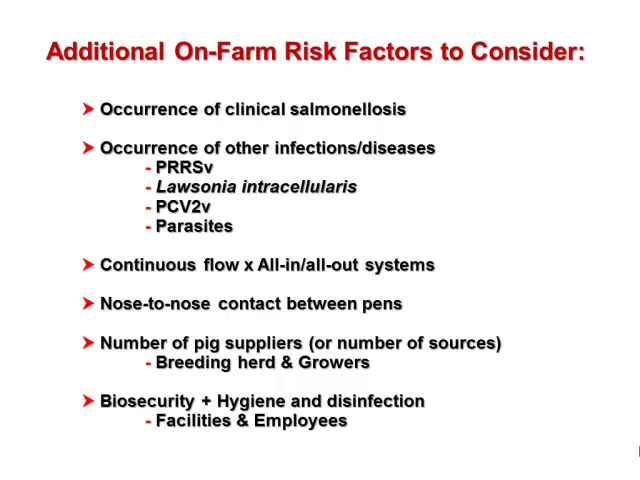 Additional On-Farm Risk Factors to Consider:
➢ Occurrence of clinical salmonellosis
➢ Occurrence of other infections/diseases
- PRRSv
- Lawsonia intracellularis
- PCV2v
- Parasites
➢ Continuous flow x All-in/all-out systems
➢ Nose-to-nose contact between pens
➢ Number of pig suppliers (or number of sources)
- Breeding herd & Growers
➢ Biosecurity + Hygiene and disinfection
- Facilities & Employees